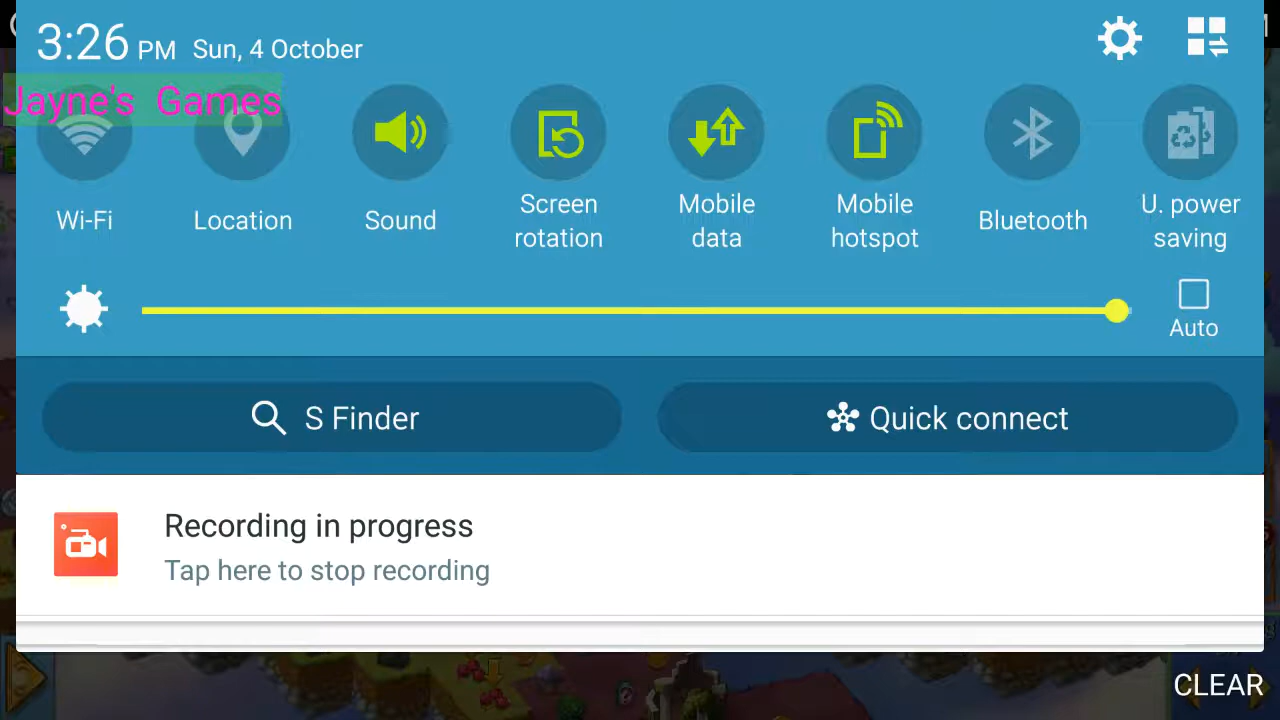 3:26 PM Sun, 4 October
Jayne's Games
Wi-Fi
Location
Sound
Screen
rotation
Mobile
data
Mobile
hotspot
Bluetooth
U. power
saving
Auto
S Finder
Quick connect
Recording in progress
Tap here to stop recording
CLEAR